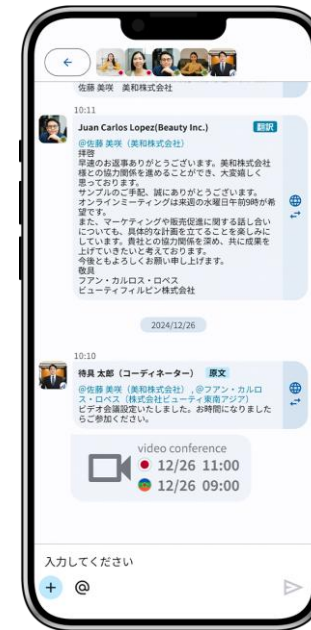 佐藤 美咲　美和株式会社
10:11
Juan Carlos Lopez(Beauty Inc.) 翻訳
@佐藤 美咲（美和株式会社）
拝啓
早速のお返事ありがとうございます。美和株式会社
様との協力関係を進めることができ、大変嬉しく
思っております。
サンプルのご手配、誠にありがとうございます。
オンラインミーティングは来週の水曜日午前9時が希
望です。
また、マーケティングや販売促進に関する話し合い
についても、具体的な計画を立てることを楽しみに
しています。貴社との協力関係を深め、共に成果を
上げていきたいと考えております。
今後ともよろしくお願い申し上げます。
敬具
フアン・カルロス・ロペス
ビューティフィルピン株式会社
2024/12/26
10:10
待具 太郎（コーディネーター） 原文
@佐藤 美咲（美和株式会社）,@フアン・カルロ
ス・ロペス（株式会社ビューティ東南アジア）
ビデオ会議設定いたしました。お時間になりました
らご参加ください。
video conference
12/26 11:00
12/26 09:00
入力してください